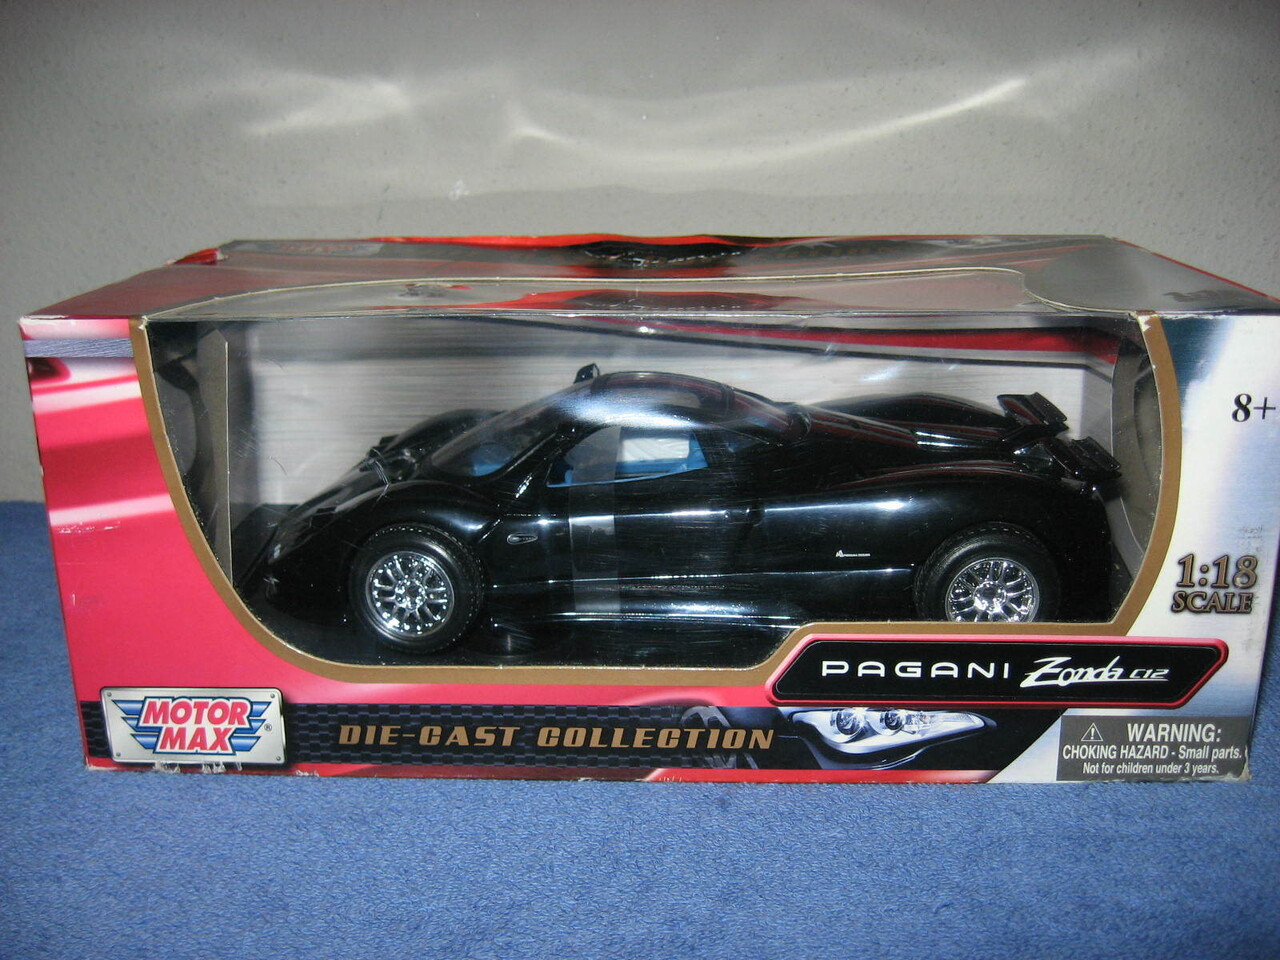 8+
1:18
SCALE
PAGANI Zonda C12
MOTOR
MAX
®
DIE-CAST COLLECTION
WARNING:
CHOKING HAZARD - Small parts.
Not for children under 3 years.